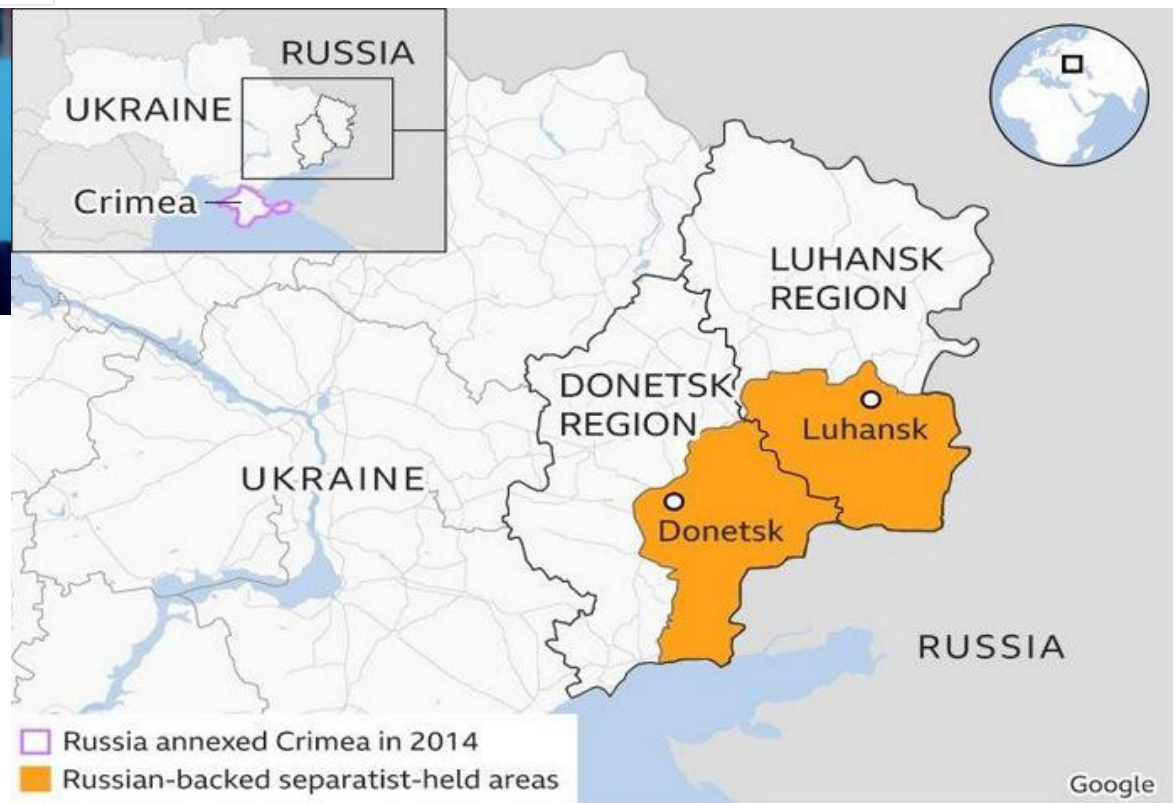 RUSSIA
UKRAINE
Crimea
LUHANSK
REGION
DONETSK
REGION
Luhansk
UKRAINE
Donetsk
RUSSIA
Russia annexed Crimea in 2014
Russian-backed separatist-held areas
Google